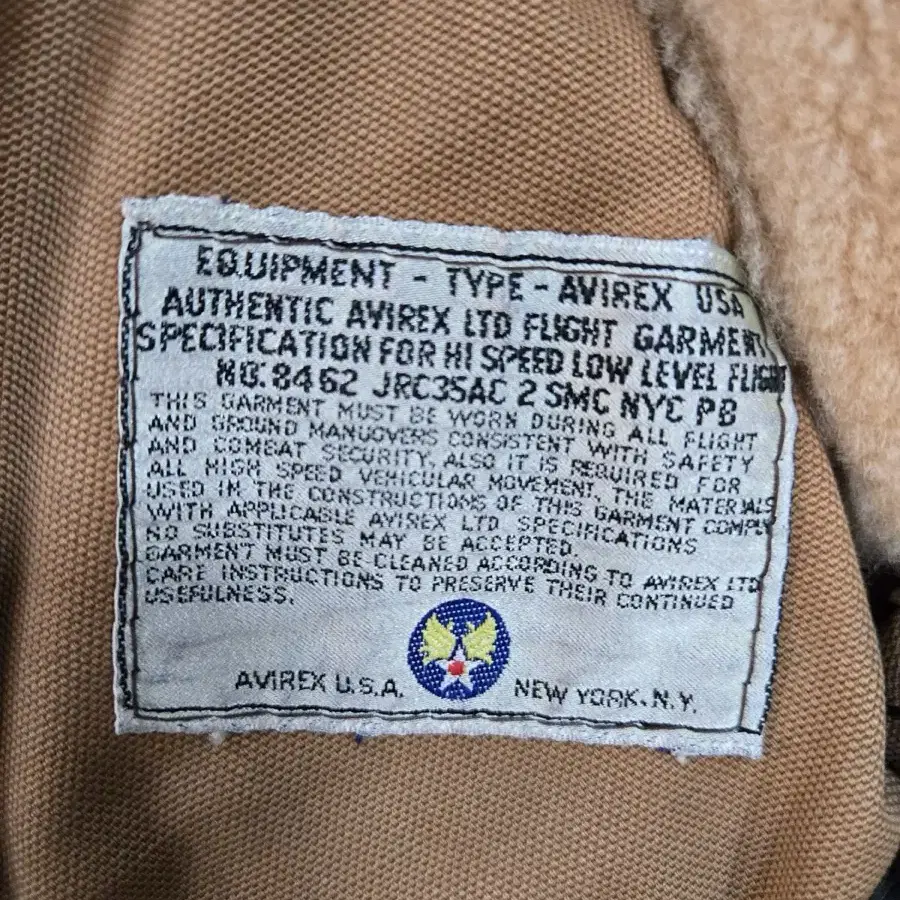 EQUIPMENT - TYPE - AVIREX USA
AUTHENTIC AVIREX LTD FLIGHT GARMENT
SPECIFICATION FOR HI SPEED LOW LEVEL FLIGHT
NO. 8462 JRC35AC 2 SMC NYC PB
THIS GARMENT MUST BE WORN DURING ALL FLIGHT
AND GROUND MANUOVERS CONSISTENT WITH SAFETY
AND COMBAT SECURITY, ALSO IT IS REQUIRED FOR
ALL HIGH SPEED VEHICULAR MOVEMENT, THE MATERIALS
USED IN THE CONSTRUCTIONS OF THIS GARMENT COMPLY
WITH APPLICABLE AVIREX LTD SPECIFICATIONS
NO SUBSTITUTES MAY BE ACCEPTED.
GARMENT MUST BE CLEANED ACCORDING TO AVIREX LTD
CARE INSTRUCTIONS TO PRESERVE THEIR CONTINUED
USEFULNESS.
AVIREX U.S.A. NEW YORK. N.Y.